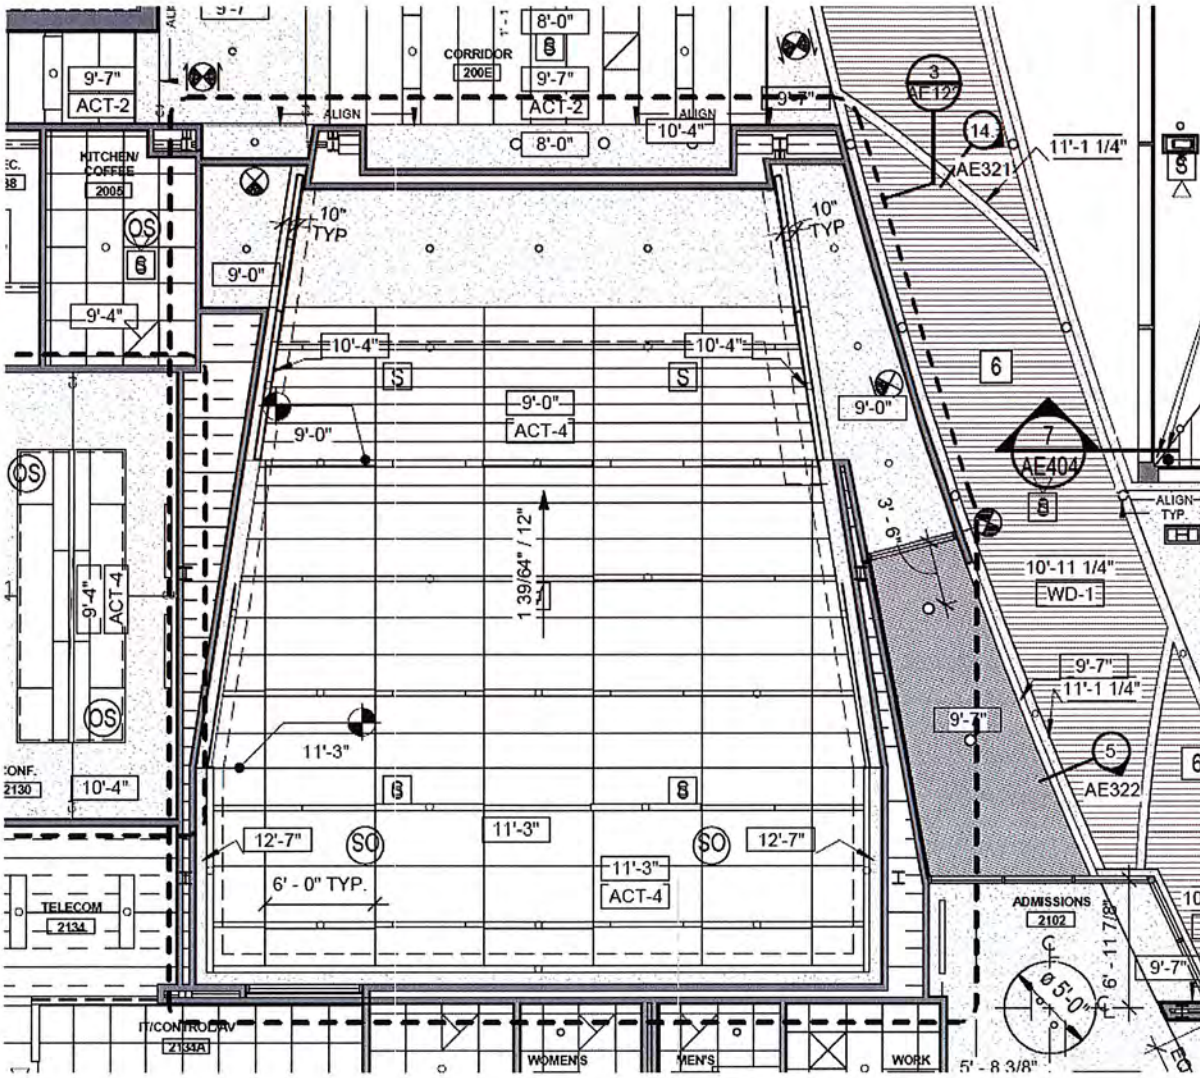 9'-7"
8'-0"
CORRIDOR
200E
9'-7"
ACT-2
9'-7"
ACT-2
9'-7"
3
AE122
ALIGN
ALIGN
10'-4"
8'-0"
14
AE321
11'-1 1/4"
KITCHEN/
COFFEE
2005
OS
10"
TYP
10"
TYP
9'-0"
9'-4"
10'-4"
10'-4"
S
S
6
9'-0"
ACT-4
9'-0"
9'-0"
7
AE404
OS
ALIGN
TYP.
3'-6"
1 39/64" / 12"
9'-4"
ACT-4
10'-11 1/4"
WD-1
9'-7"
11'-1 1/4"
OS
9'-7"
11'-3"
5
AE322
CONF.
2130
10'-4"
12'-7"
SO
11'-3"
SO
12'-7"
6' - 0" TYP.
11'-3"
ACT-4
TELECOM
2134
ADMISSIONS
2102
6' - 11 7/8"
9'-7"
Ø 5'-0"
IT/CONTROL/AV
2134A
WOMEN'S
MEN'S
WORK
5' - 8 3/8"
EQ